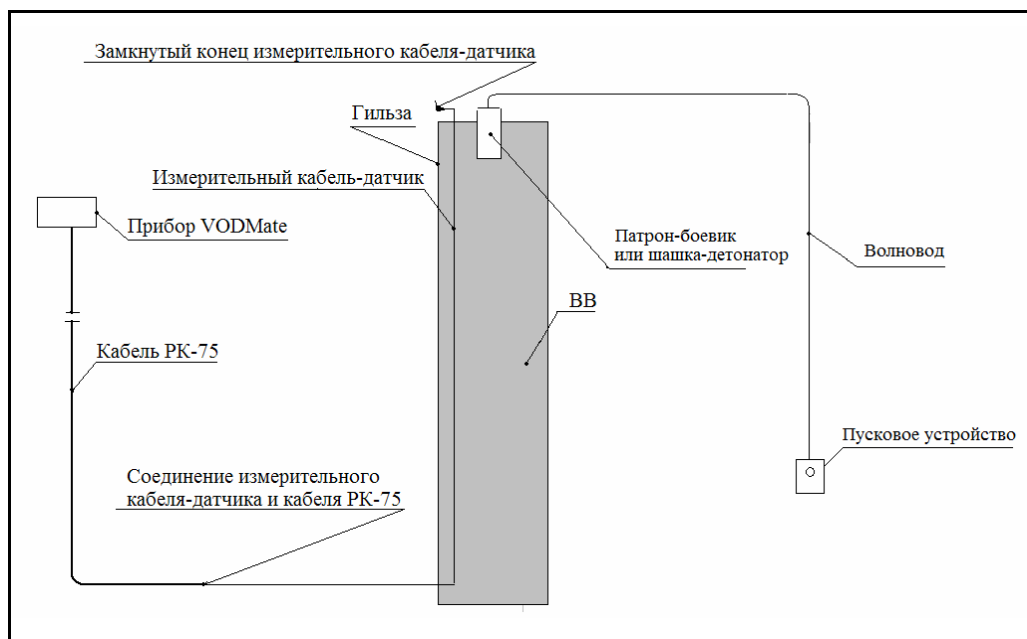 Замкнутый конец измерительного кабеля-датчика
Гильза
Измерительный кабель-датчик
Прибор VODMate
Патрон-боевик
или шашка-детонатор
Волновод
ВВ
Кабель РК-75
Пусковое устройство
Соединение измерительного
кабеля-датчика и кабеля РК-75